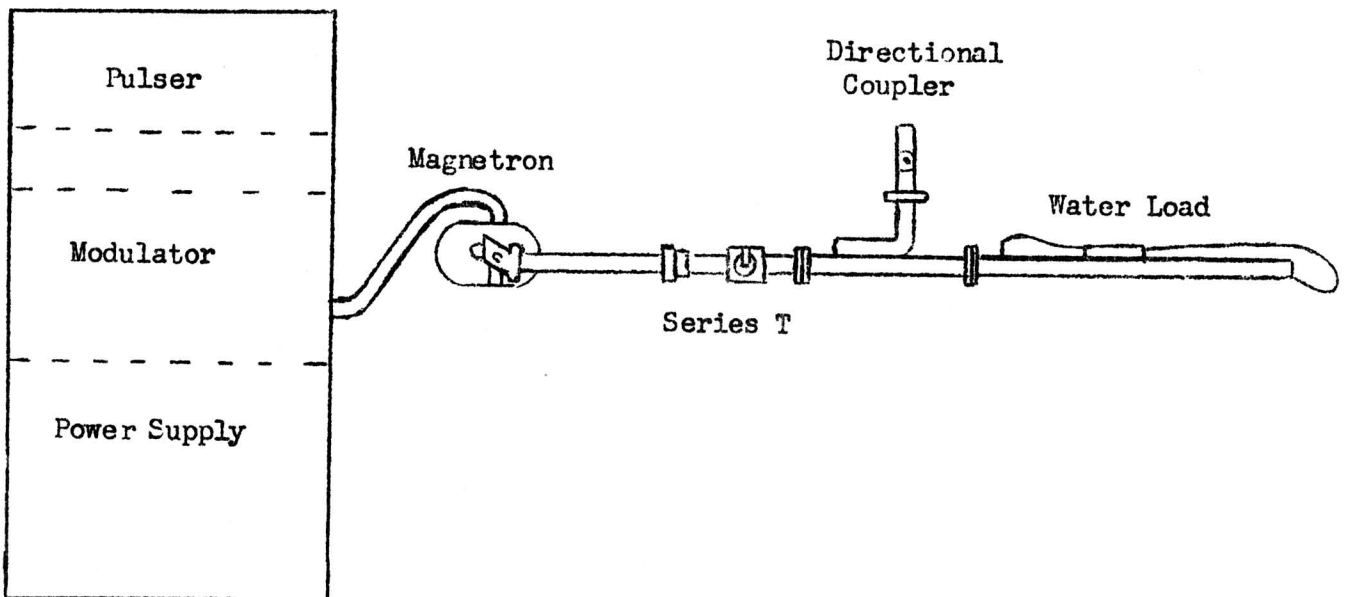 Pulser
Modulator
Power Supply
Magnetron
Series T
Directional
Coupler
Water Load